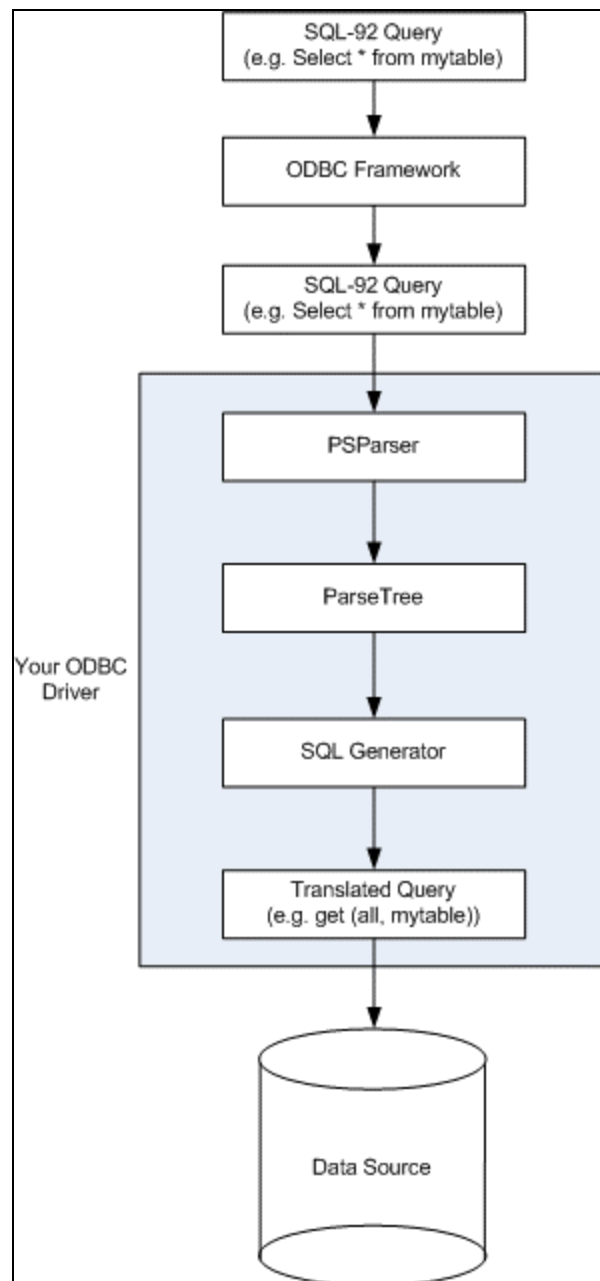 SQL-92 Query
(e.g. Select * from mytable)
ODBC Framework
SQL-92 Query
(e.g. Select * from mytable)
PSParser
ParseTree
Your ODBC
Driver
SQL Generator
Translated Query
(e.g. get (all, mytable))
Data Source